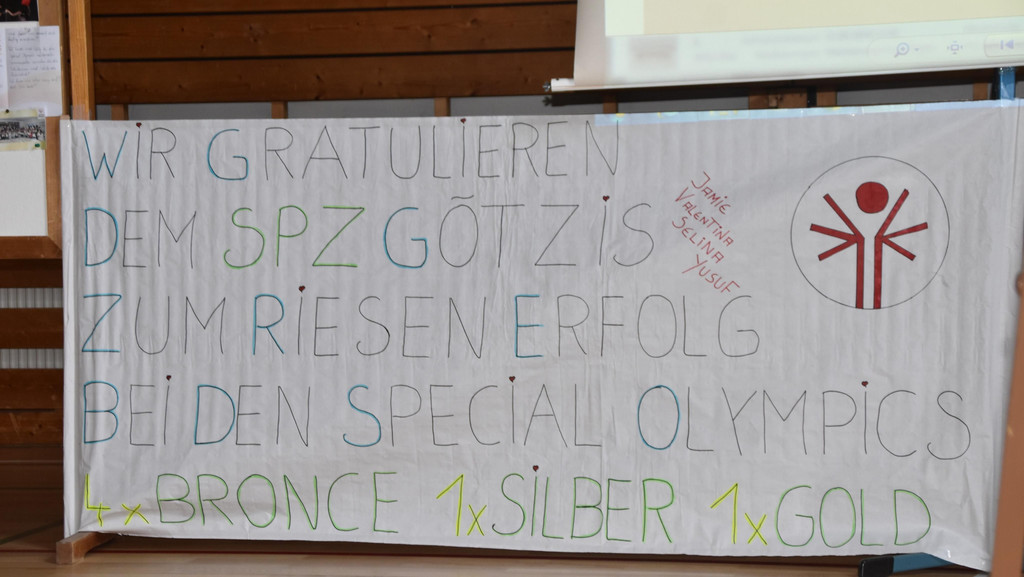 WiR GRATULiEREN
DEM SPZ GÖTZiS
ZUM RiESEN ERFOLG
BEi DEN SPECiAL OLYMPiCS
4x BRONCE 1x SiLBER 1x GOLD
JAMiE
VALENTiNA
SELiNA
YUSUF